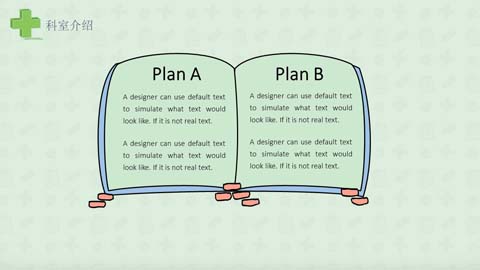 科室介绍
Plan A
A designer can use default text
to simulate what text would
look like. If it is not real text.
A designer can use default text
to simulate what text would
look like. If it is not real text.
Plan B
A designer can use default text
to simulate what text would
look like. If it is not real text.
A designer can use default text
to simulate what text would
look like. If it is not real text.